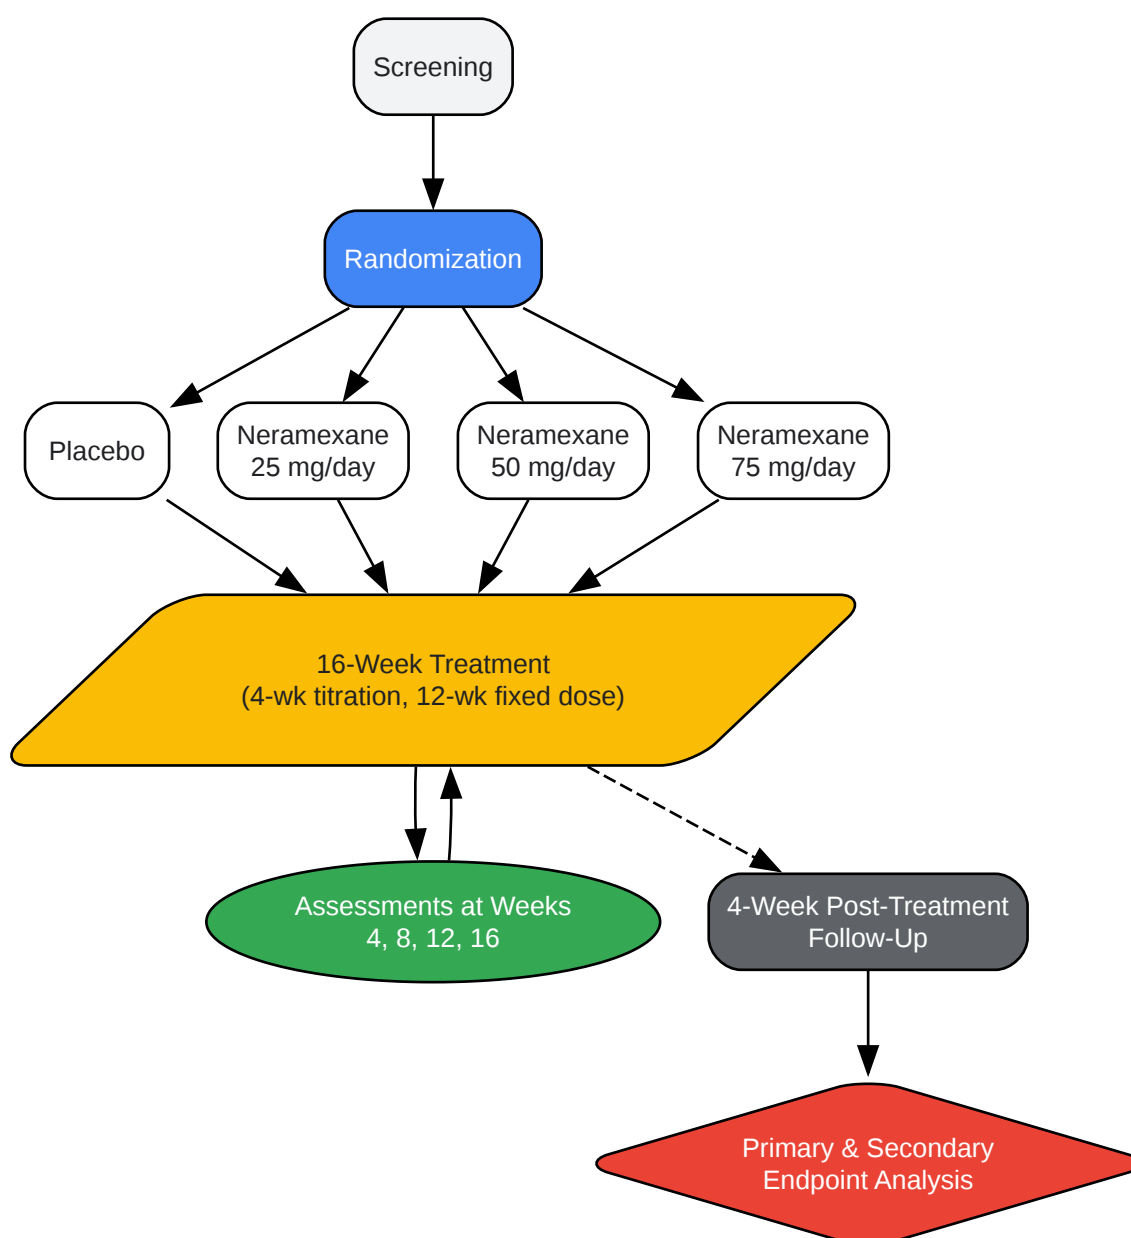 Screening
Randomization
Placebo
Neramexane
25 mg/day
Neramexane
50 mg/day
Neramexane
75 mg/day
16-Week Treatment
(4-wk titration, 12-wk fixed dose)
Assessments at Weeks
4, 8, 12, 16
4-Week Post-Treatment
Follow-Up
Primary & Secondary
Endpoint Analysis